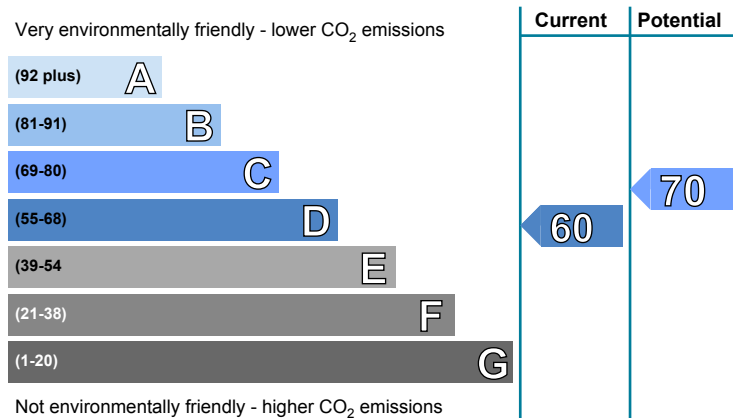 Very environmentally friendly - lower CO2 emissions
Current
Potential
(92 plus) A
(81-91) B
(69-80) C
70
(55-68) D
60
(39-54 E
(21-38) F
(1-20) G
Not environmentally friendly - higher CO2 emissions